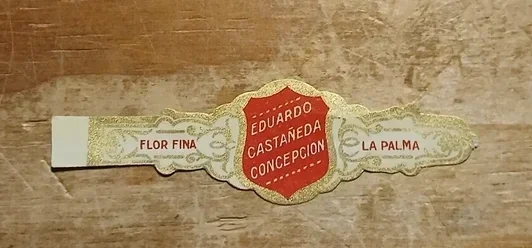 FLOR FINA
EDUARDO
CASTAÑEDA
CONCEPCION
LA PALMA